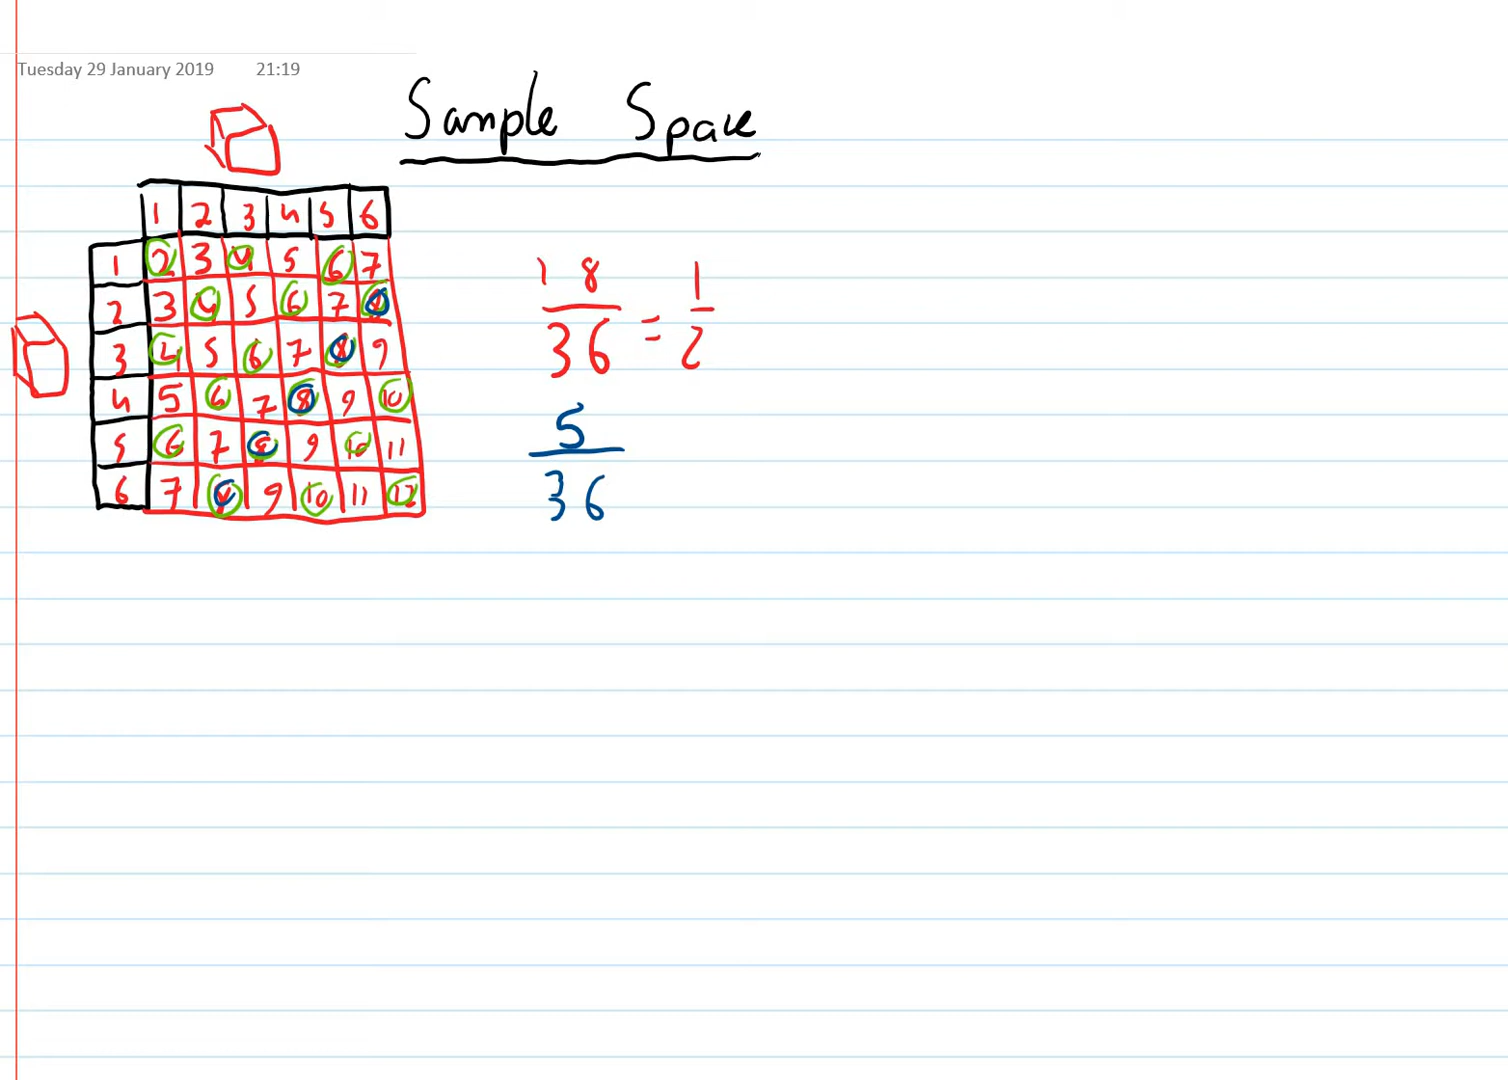 Tuesday 29 January 2019 21:19
Sample Space
1 2 3 4 5 6
1 2 3 4 5 6 7
2 3 4 5 6 7 8
3 4 5 6 7 8 9
4 5 6 7 8 9 10
5 6 7 8 9 10 11
6 7 8 9 10 11 12
18/36 = 1/2
5/36